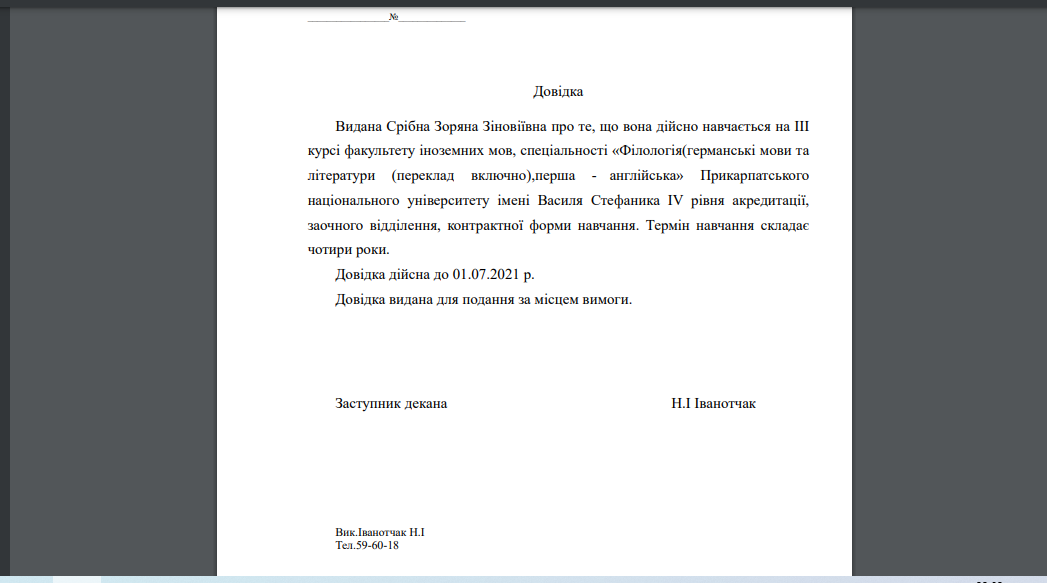 ________________№_____________
Довідка
Видана Срібна Зоряна Зіновіївна про те, що вона дійсно навчається на ІІІ
курсі факультету іноземних мов, спеціальності «Філологія(германські мови та
літератури (переклад включно),перша - англійська» Прикарпатського
національного університету імені Василя Стефаника IV рівня акредитації,
заочного відділення, контрактної форми навчання. Термін навчання складає
чотири роки.
Довідка дійсна до 01.07.2021 р.
Довідка видана для подання за місцем вимоги.
Заступник декана Н.І Іванотчак
Вик.Іванотчак Н.І
Тел.59-60-18